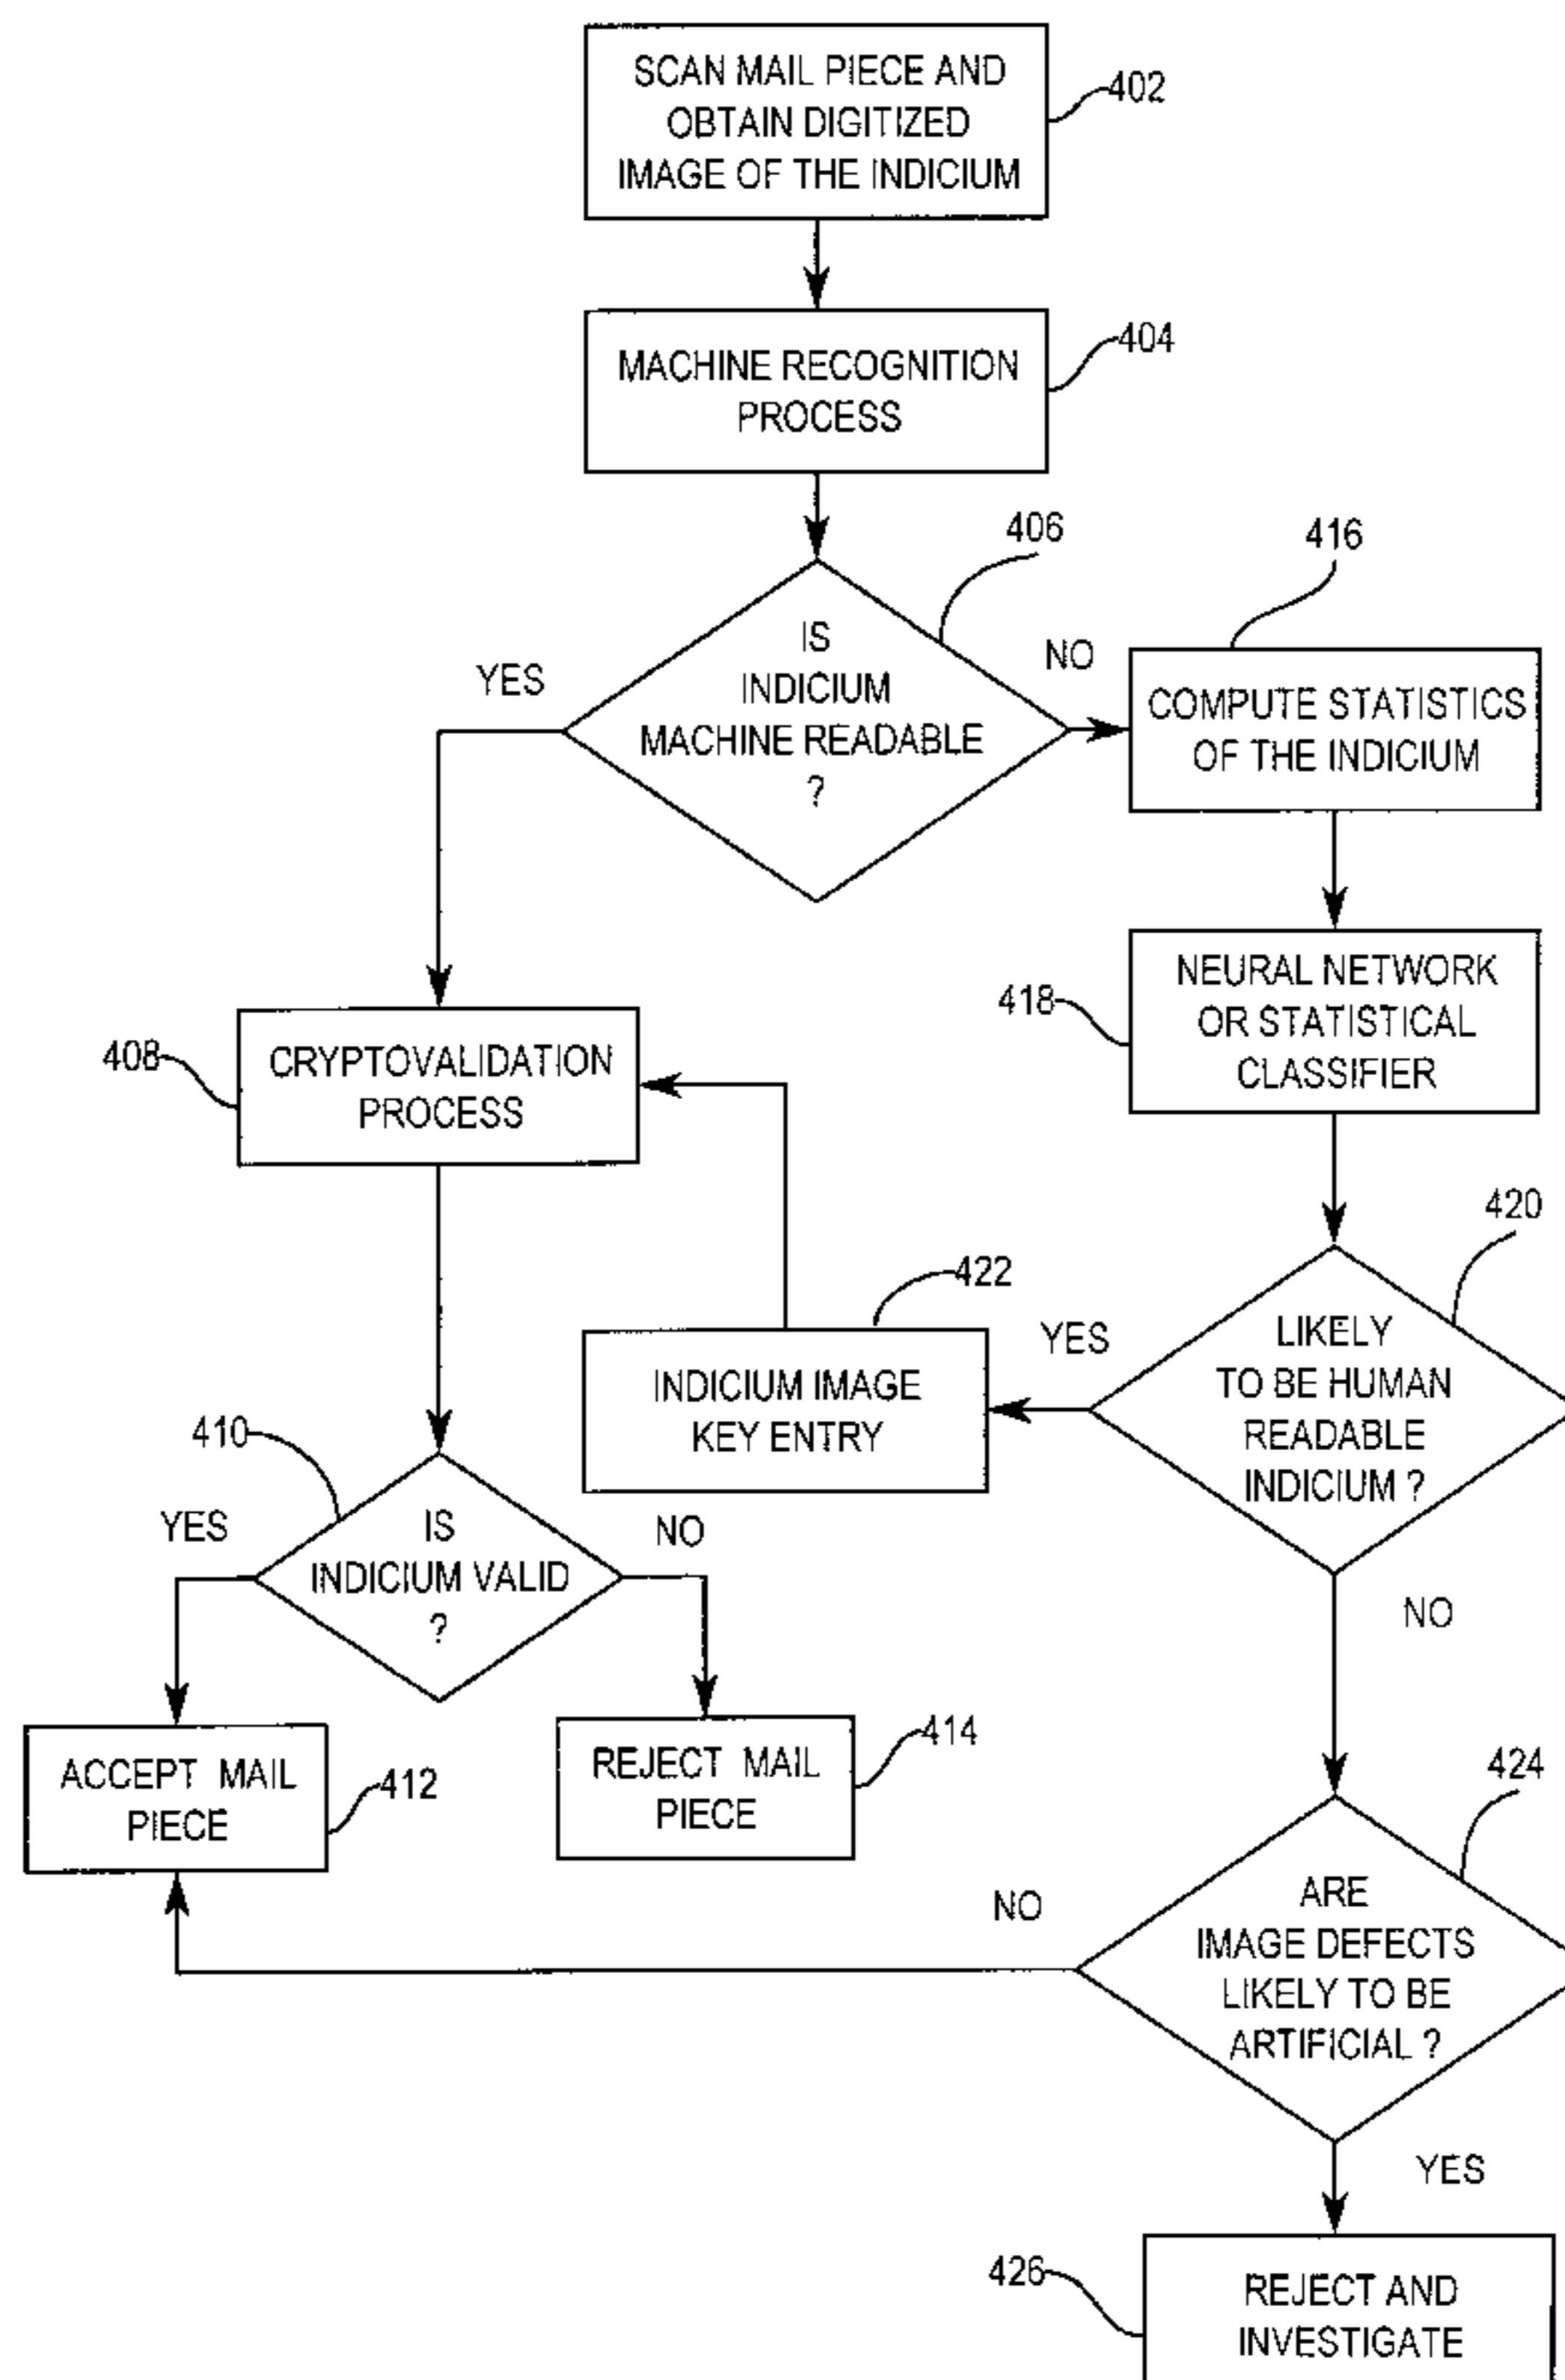 SCAN MAIL PIECE AND
OBTAIN DIGITIZED
IMAGE OF THE INDICIUM
402
MACHINE RECOGNITION
PROCESS
404
406
IS
INDICIUM
MACHINE READABLE
?
YES
NO
416
COMPUTE STATISTICS
OF THE INDICIUM
NEURAL NETWORK
OR STATISTICAL
CLASSIFIER
418
408
CRYPTOVALIDATION
PROCESS
420
LIKELY
TO BE HUMAN
READABLE
INDICIUM ?
YES
NO
422
INDICIUM IMAGE
KEY ENTRY
410
IS
INDICIUM VALID
?
YES
NO
ACCEPT MAIL
PIECE
412
REJECT MAIL
PIECE
414
424
ARE
IMAGE DEFECTS
LIKELY TO BE
ARTIFICIAL ?
NO
YES
426
REJECT AND
INVESTIGATE